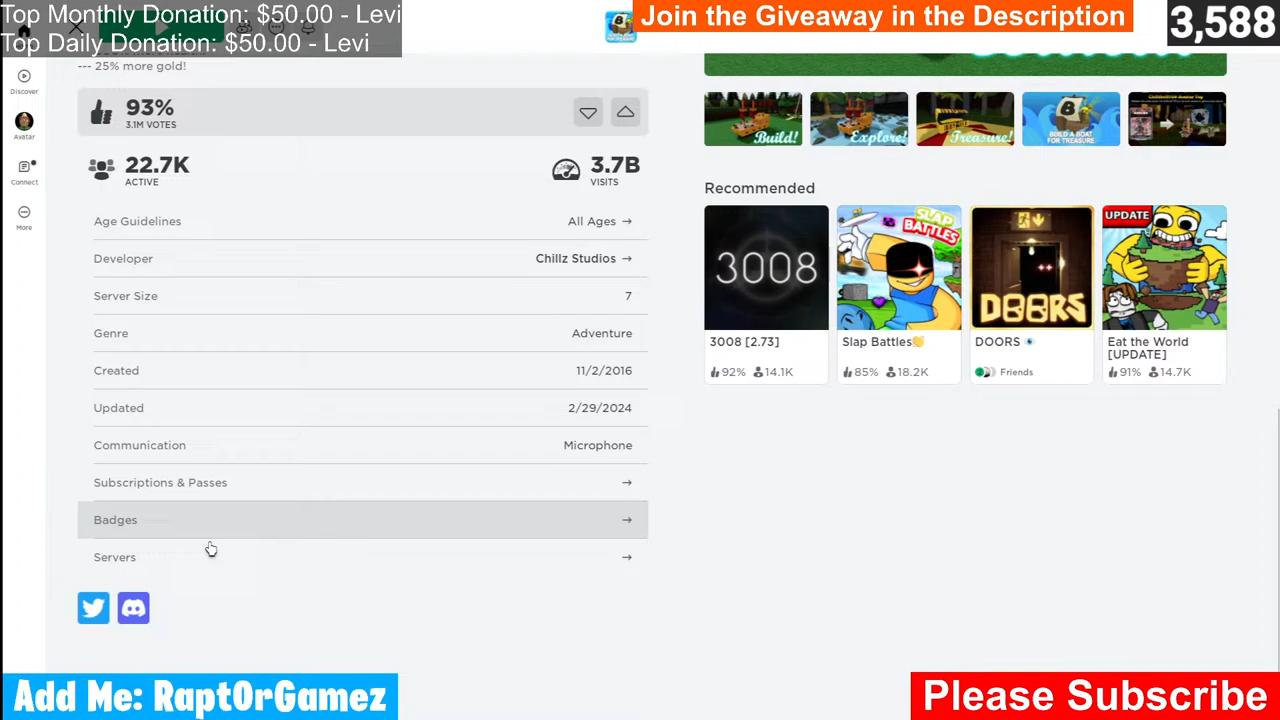 Top Monthly Donation: $50.00 - Levi
Top Daily Donation: $50.00 - Levi
Join the Giveaway in the Description
3,588
--- 25% more gold!
Discover
Avatar
Connect
More
93%
3.1M VOTES
22.7K
ACTIVE
3.7B
VISITS
Age Guidelines
All Ages →
Developer
Chillz Studios →
Server Size
7
Genre
Adventure
Created
11/2/2016
Updated
2/29/2024
Communication
Microphone
Subscriptions & Passes →
Badges →
Servers →
Build!
Explore!
Treasure!
B
BUILD A BOAT
FOR TREASURE
Recommended
3008
SLAP
BATTLES
DOORS
UPDATE
3008 [2.73]
92% 14.1K
Slap Battles👏
85% 18.2K
DOORS 👁
Friends
Eat the World
[UPDATE]
91% 14.7K
Add Me: Rapt0rGamez
Please Subscribe